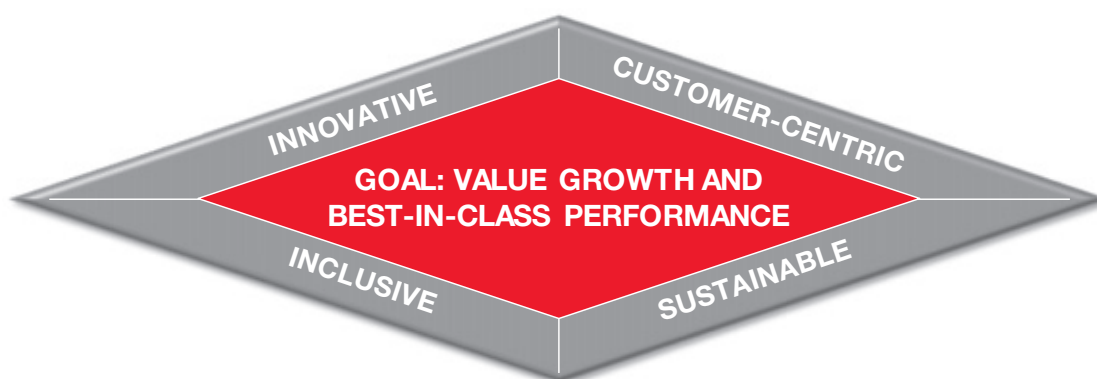 INNOVATIVE
CUSTOMER-CENTRIC
GOAL: VALUE GROWTH AND
BEST-IN-CLASS PERFORMANCE
INCLUSIVE
SUSTAINABLE